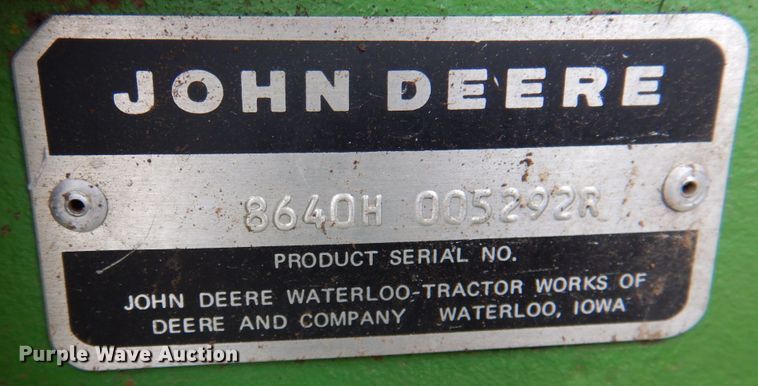 JOHN DEERE
8640H 005292R
PRODUCT SERIAL NO.
JOHN DEERE WATERLOO-TRACTOR WORKS OF
DEERE AND COMPANY WATERLOO, IOWA
Purple Wave Auction